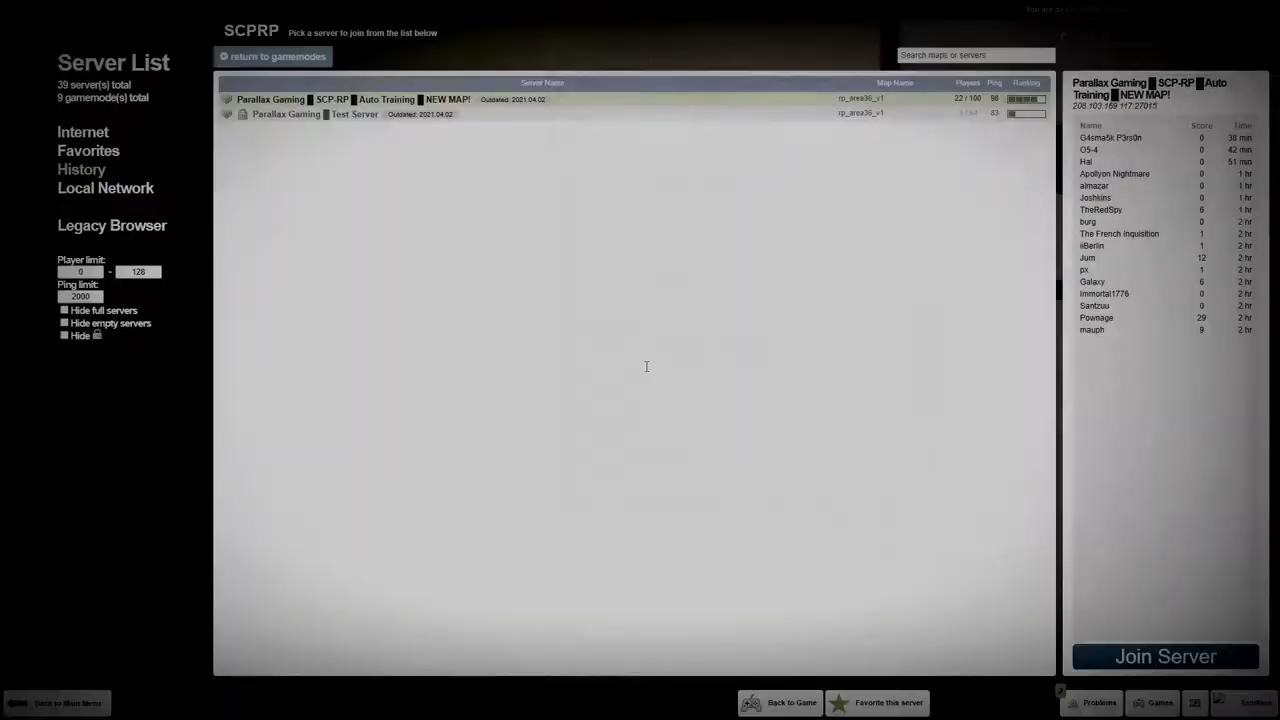 You are
SCPRP Pick a server to join from the list below
return to gamemodes
Search maps or servers
Server List
39 server(s) total
9 gamemode(s) total
Internet
Favorites
History
Local Network
Legacy Browser
Player limit:
0 - 128
Ping limit:
2000
Hide full servers
Hide empty servers
Hide
Server Name Map Name Players Ping Ranking
Parallax Gaming █ SCP-RP █ Auto Training █ NEW MAP! Outdated: 2021.04.02 rp_area36_v1 22 / 100 98
Parallax Gaming █ Test Server Outdated: 2021.04.02 rp_area36_v1 83
Parallax Gaming █ SCP-RP █ Auto
Training █ NEW MAP!
208.103.169.117:27015
Name Score Time
G4sma5k P3rs0n 0 38 min
O5-4 0 42 min
Hal 0 51 min
Apollyon Nightmare 0 1 hr
almazar 0 1 hr
Joshkins 0 1 hr
TheRedSpy 6 1 hr
burg 0 2 hr
The French Inquisition 1 2 hr
iiBerlin 1 2 hr
Jum 12 2 hr
px 1 2 hr
Galaxy 6 2 hr
Immortal1776 0 2 hr
Santzuu 0 2 hr
Pownage 29 2 hr
mauph 9 2 hr
Join Server
Back to Main Menu
Back to Game
Favorite this server
Problems
Games
Sandbox